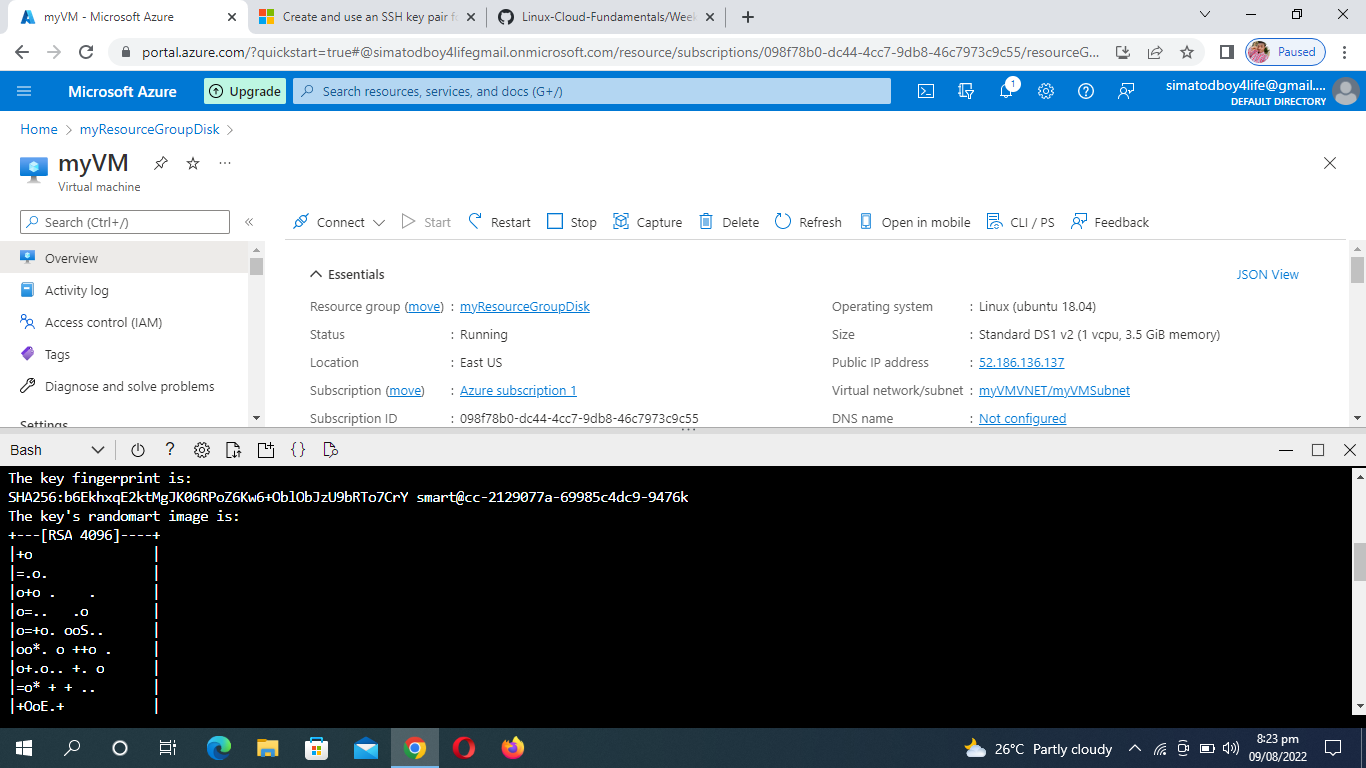 myVM - Microsoft Azure
Create and use an SSH key pair fo
Linux-Cloud-Fundamentals/Week
portal.azure.com/?quickstart=true#@simatodboy4lifegmail.onmicrosoft.com/resource/subscriptions/098f78b0-dc44-4cc7-9db8-46c7973c9c55/resourceG...
Paused
Microsoft Azure
Upgrade
Search resources, services, and docs (G+/)
1
simatodboy4life@gmail....
DEFAULT DIRECTORY
Home > myResourceGroupDisk >
myVM
...
Virtual machine
Search (Ctrl+/)
«
Connect
Start
Restart
Stop
Capture
Delete
Refresh
Open in mobile
CLI / PS
Feedback
Overview
Activity log
Access control (IAM)
Tags
Diagnose and solve problems
Settings
Essentials
JSON View
Resource group (move) : myResourceGroupDisk
Status : Running
Location : East US
Subscription (move) : Azure subscription 1
Subscription ID : 098f78b0-dc44-4cc7-9db8-46c7973c9c55
Operating system : Linux (ubuntu 18.04)
Size : Standard DS1 v2 (1 vcpu, 3.5 GiB memory)
Public IP address : 52.186.136.137
Virtual network/subnet : myVMVNET/myVMSubnet
DNS name : Not configured
Bash
?
{}
The key fingerprint is:
SHA256:b6EkhxqE2ktMgJK06RPoZ6Kw6+OblObJzU9bRTo7CrY smart@cc-2129077a-69985c4dc9-9476k
The key's randomart image is:
+---[RSA 4096]----+
|+o               |
|=.o.             |
|o+o .    .       |
|o=..   .o        |
|o=+o. ooS..      |
|oo*. o ++o .     |
|o+.o.. +. o      |
|=o* + + ..       |
|+OoE.+           |
26°C Partly cloudy
8:23 pm
09/08/2022